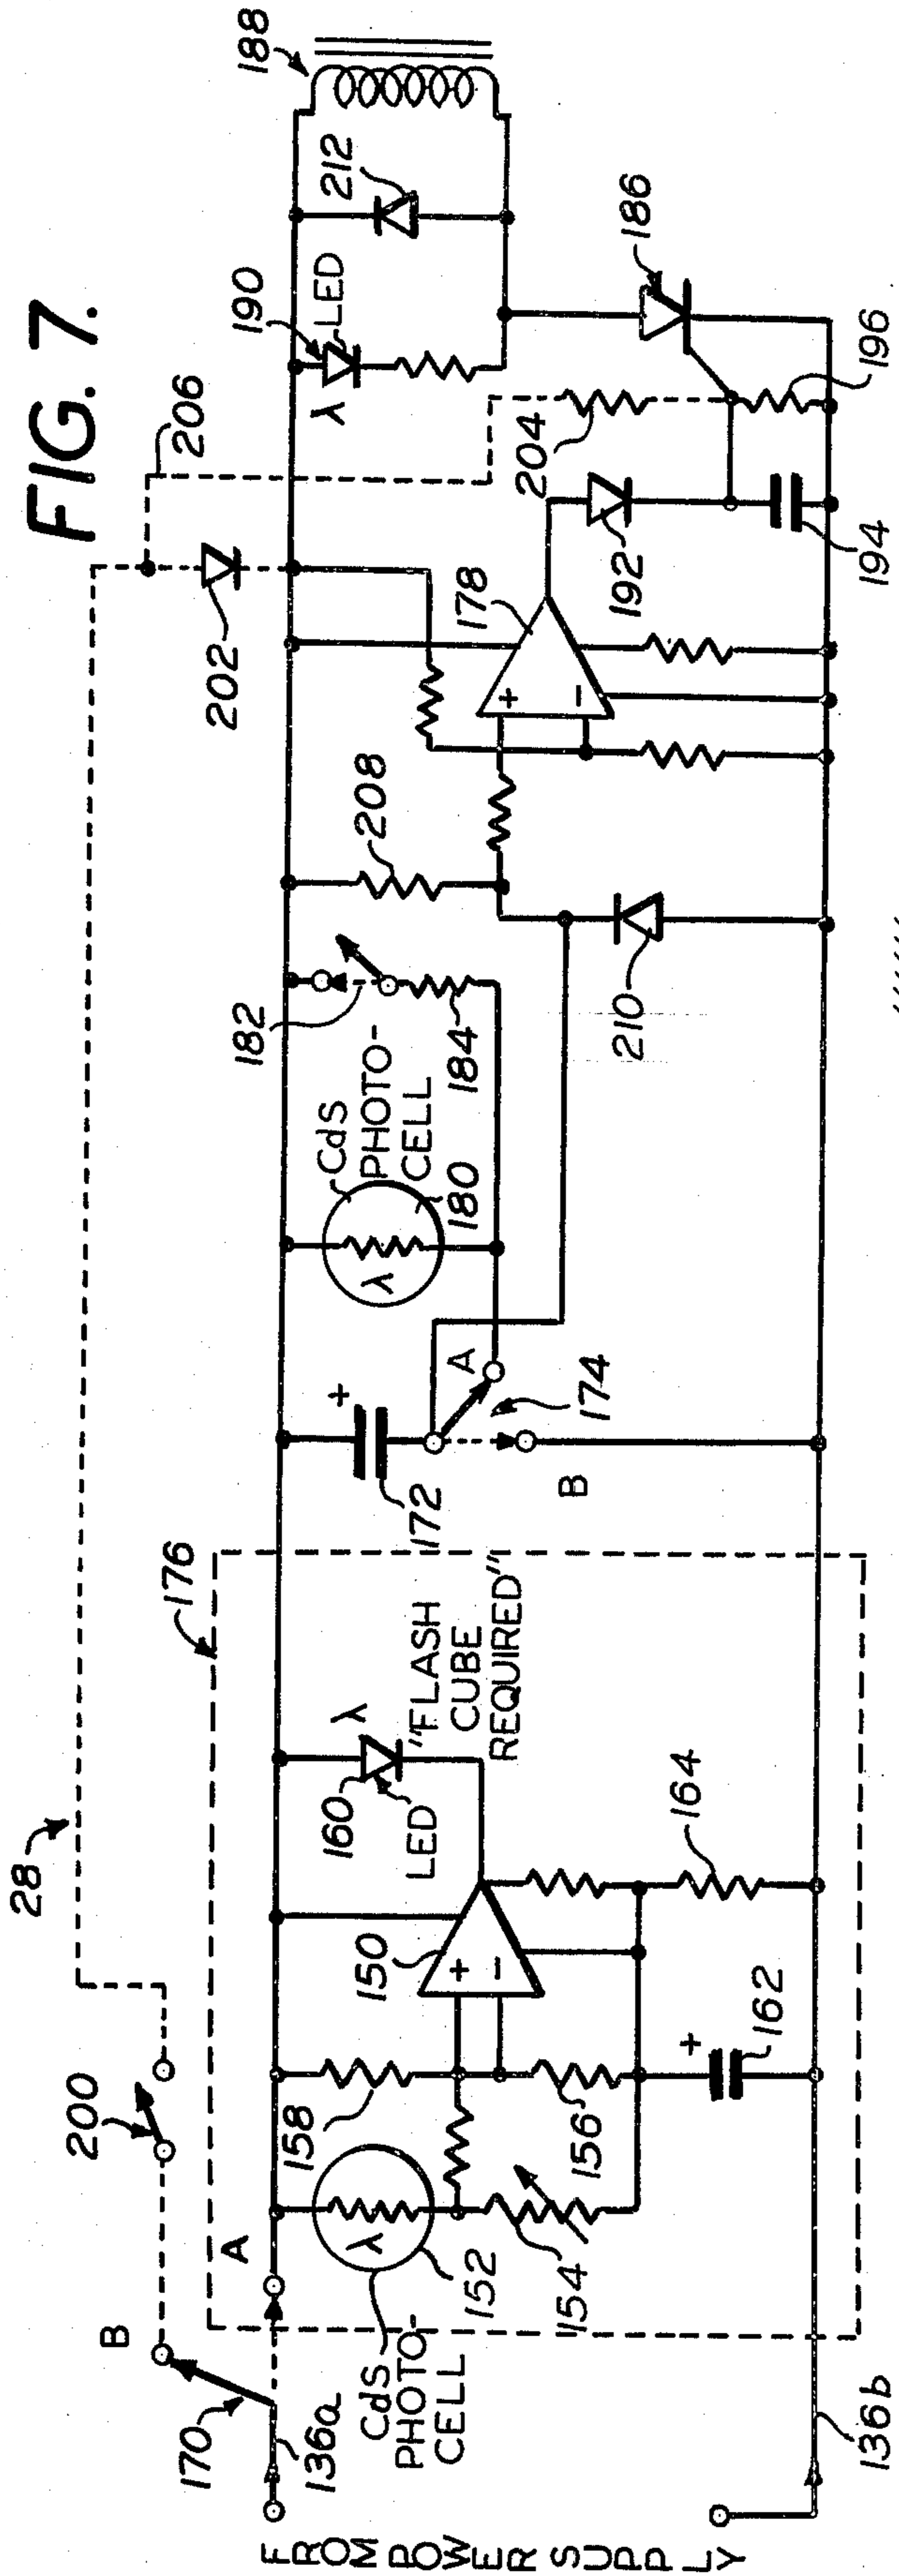 FIG. 7.
28
206
200
B
A
170
136a
176
202
190
LED
λ
212
188
158
150
+
-
160
λ
LED
"FLASH
CUBE
REQUIRED"
172
+
A
174
B
λ
CdS
PHOTO-
CELL
180
182
184
208
210
178
+
-
192
204
194
196
186
λ
152
154
156
CdS
PHOTO-
CELL
+
162
164
136b
FROM POWER SUPPLY